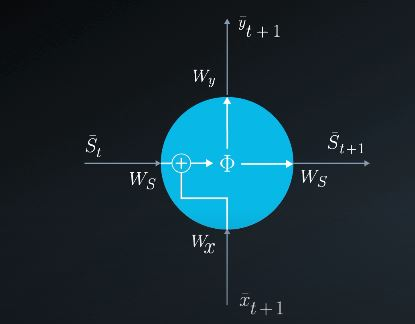 ȳ_{t+1}
W_y
S̄_t
S̄_{t+1}
+
Φ
W_S
W_S
W_x
x̄_{t+1}